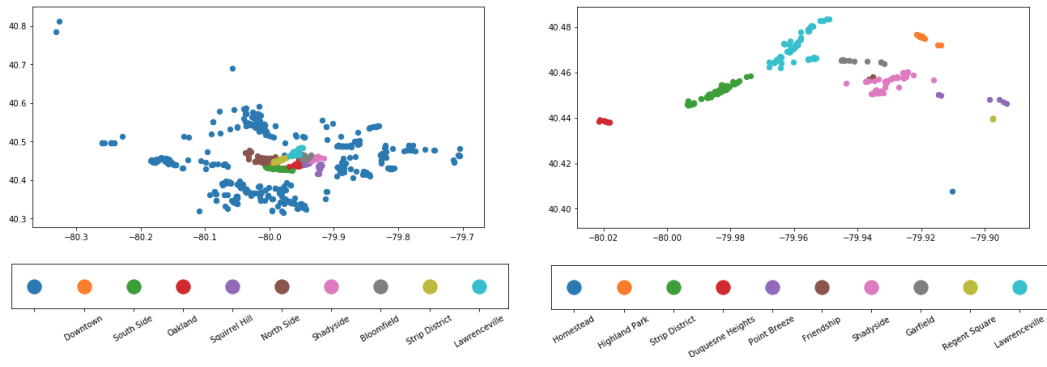 40.8
40.7
40.6
40.5
40.4
40.3
−80.3 −80.2 −80.1 −80.0 −79.9 −79.8 −79.7
Downtown South Side Oakland Squirrel Hill North Side Shadyside Bloomfield Strip District Lawrenceville
40.48
40.46
40.44
40.42
40.40
−80.02 −80.00 −79.98 −79.96 −79.94 −79.92 −79.90
Homestead Highland Park Strip District Duquesne Heights Point Breeze Friendship Shadyside Garfield Regent Square Lawrenceville